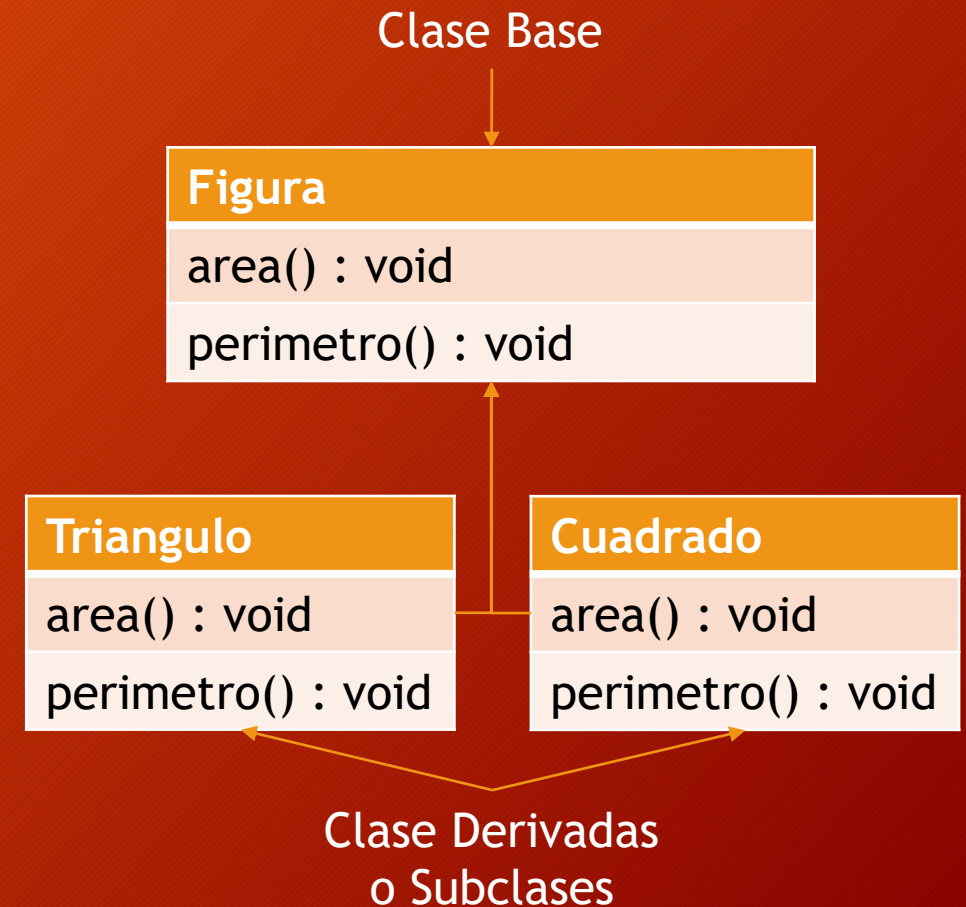 Clase Base
Figura
area() : void
perimetro() : void
Triangulo
area() : void
perimetro() : void
Cuadrado
area() : void
perimetro() : void
Clase Derivadas
o Subclases